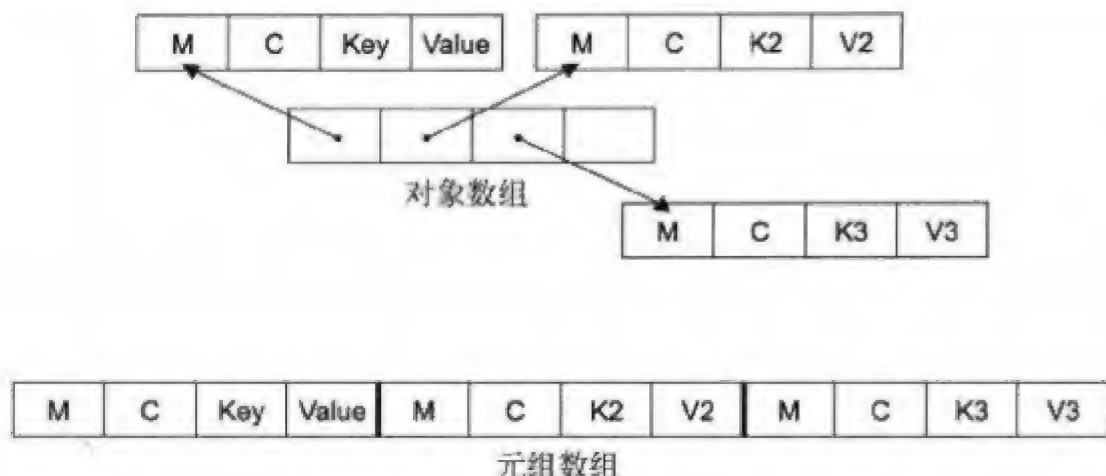 M C Key Value M C K2 V2
对象数组
M C K3 V3
M C Key Value M C K2 V2 M C K3 V3
元组数组